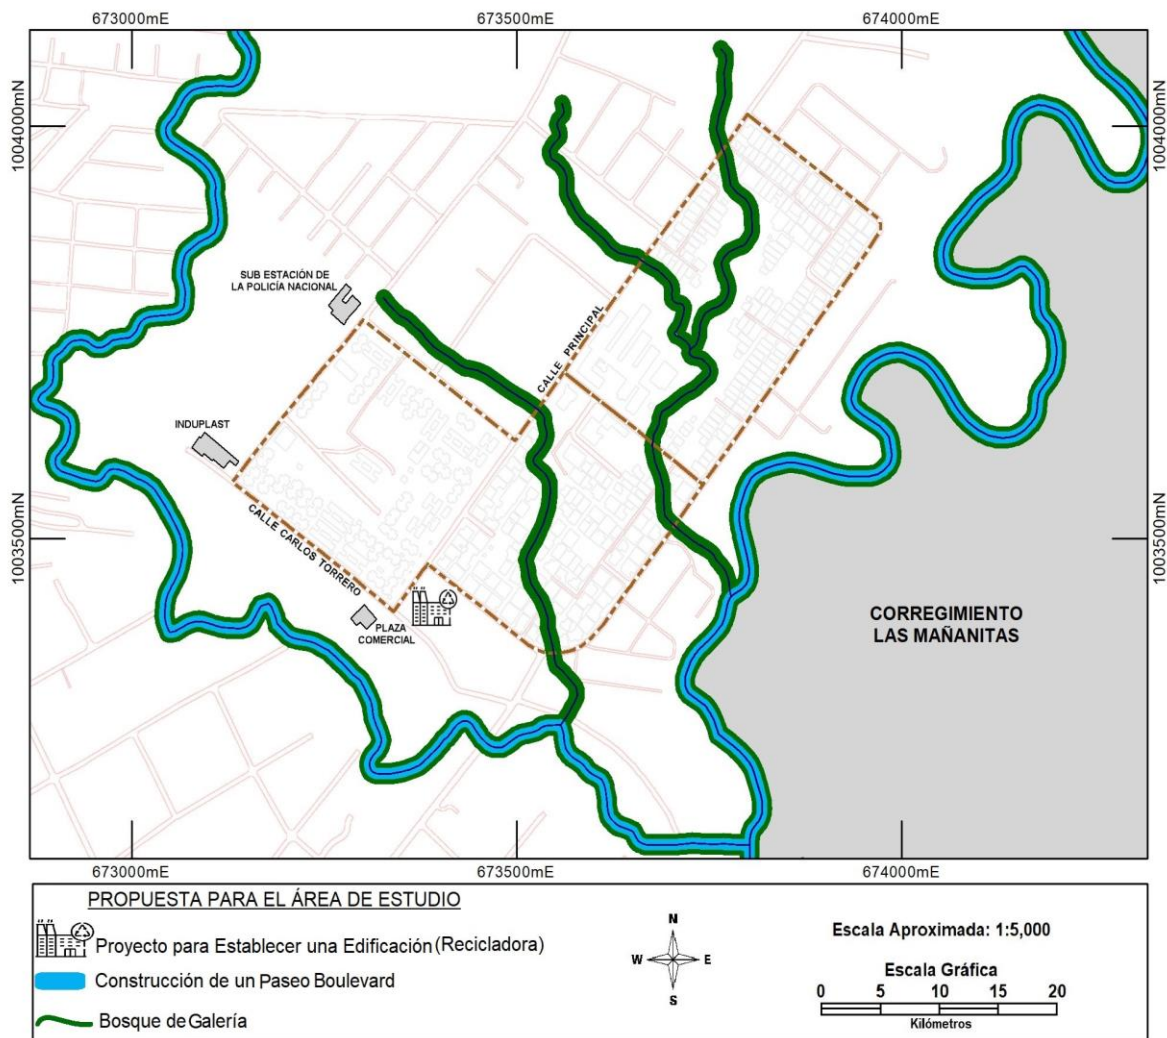 673000mE
673500mE
674000mE
1004000mN
1004000mN
SUB ESTACIÓN DE
LA POLICÍA NACIONAL
CALLE PRINCIPAL
INDUPLAST
CALLE CARLOS TORRERO
PLAZA
COMERCIAL
1003500mN
1003500mN
CORREGIMIENTO
LAS MAÑANITAS
673000mE
673500mE
674000mE
PROPUESTA PARA EL ÁREA DE ESTUDIO
Proyecto para Establecer una Edificación (Recicladora)
Construcción de un Paseo Boulevard
Bosque de Galería
N
W
E
S
Escala Aproximada: 1:5,000
Escala Gráfica
0 5 10 15 20
Kilómetros